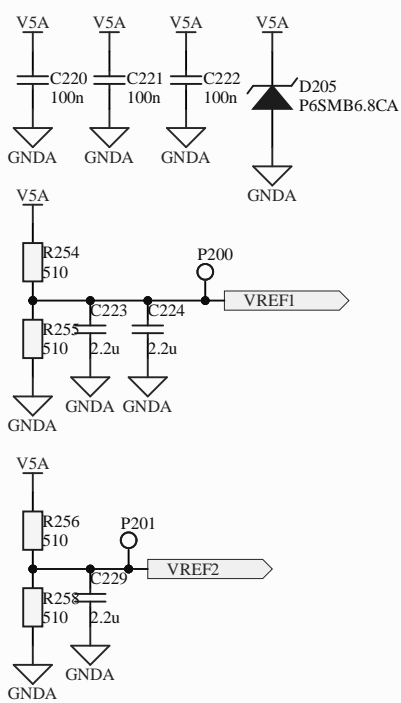 V5A V5A V5A V5A
C220 C221 C222 D205
100n 100n 100n P6SMB6.8CA
GNDA GNDA GNDA
GNDA
V5A
P200
R254
510
VREF1
C223 C224
R255
510 2.2u 2.2u
GNDA GNDA
GNDA
V5A
P201
R256
510
VREF2
C229
R258
510 2.2u
GNDA
GNDA